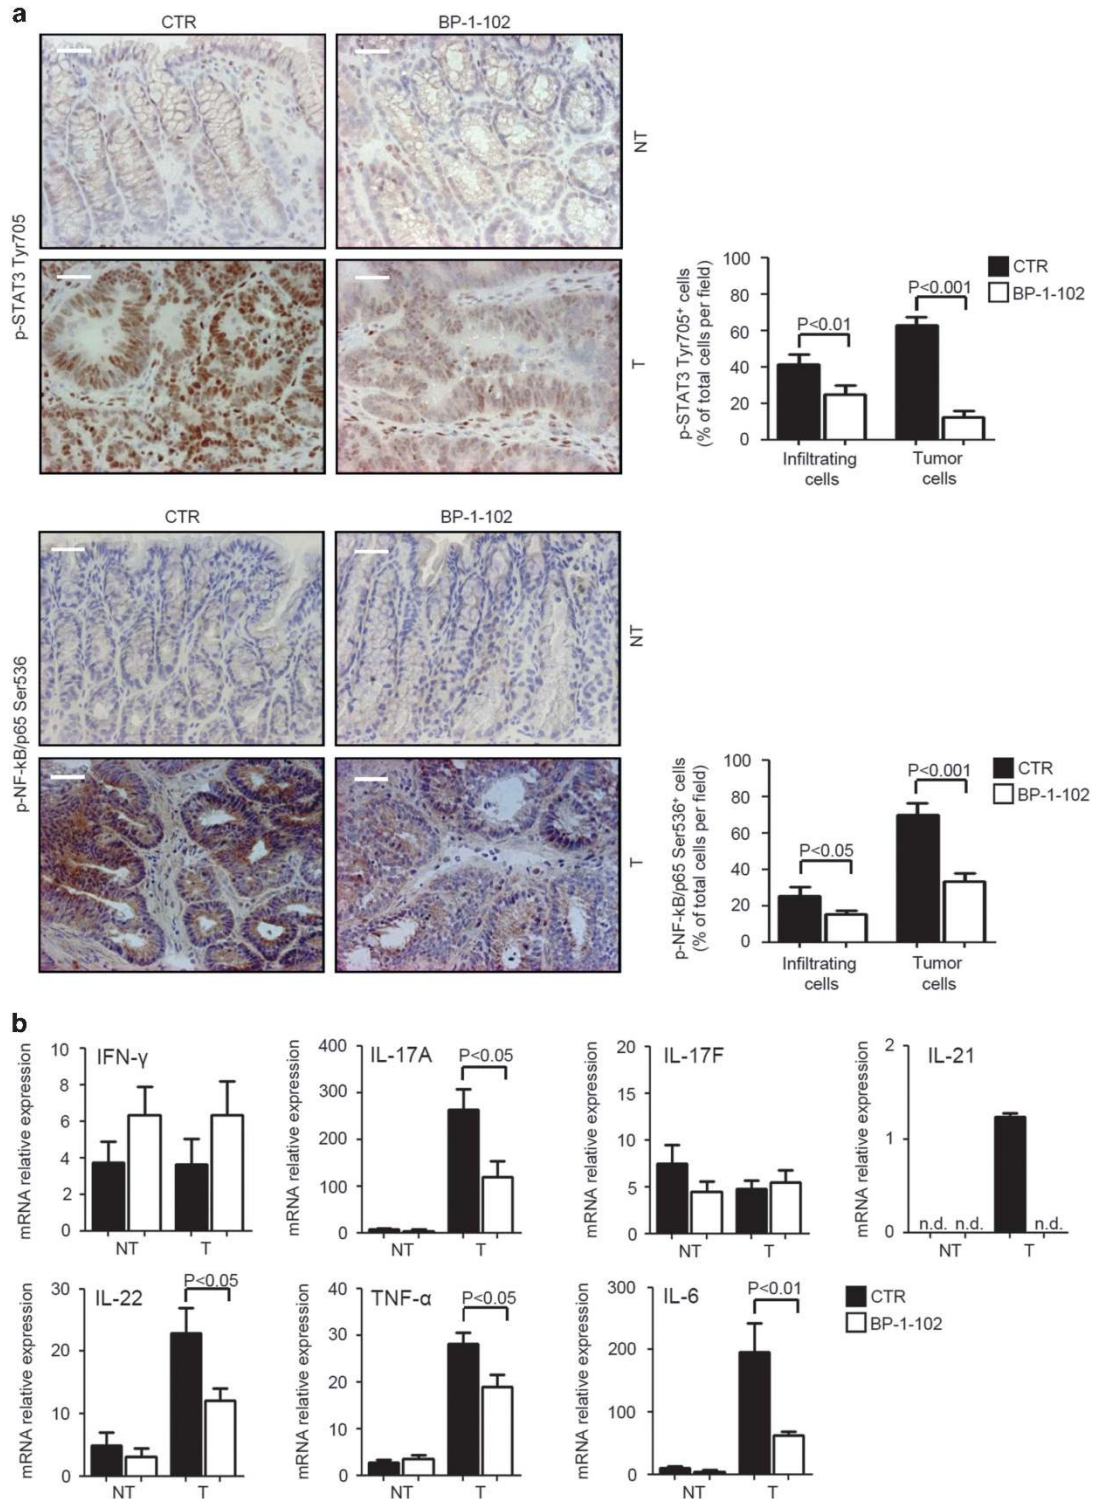 a
CTR
BP-1-102
p-STAT3 Tyr705
NT
T
p-STAT3 Tyr705+ cells
(% of total cells per field)
100
80
60
40
20
0
P<0.01
P<0.001
CTR
BP-1-102
Infiltrating
cells
Tumor
cells
CTR
BP-1-102
p-NF-kB/p65 Ser536
NT
T
p-NF-kB/p65 Ser536+ cells
(% of total cells per field)
100
80
60
40
20
0
P<0.05
P<0.001
CTR
BP-1-102
Infiltrating
cells
Tumor
cells
b
mRNA relative expression
10
8
6
4
2
0
IFN-γ
NT
T
mRNA relative expression
400
300
200
100
0
IL-17A
P<0.05
NT
T
mRNA relative expression
20
15
10
5
0
IL-17F
NT
T
mRNA relative expression
2
1
0
IL-21
n.d.
n.d.
n.d.
NT
T
mRNA relative expression
30
20
10
0
IL-22
P<0.05
NT
T
mRNA relative expression
40
30
20
10
0
TNF-α
P<0.05
NT
T
mRNA relative expression
300
200
100
0
IL-6
P<0.01
NT
T
CTR
BP-1-102